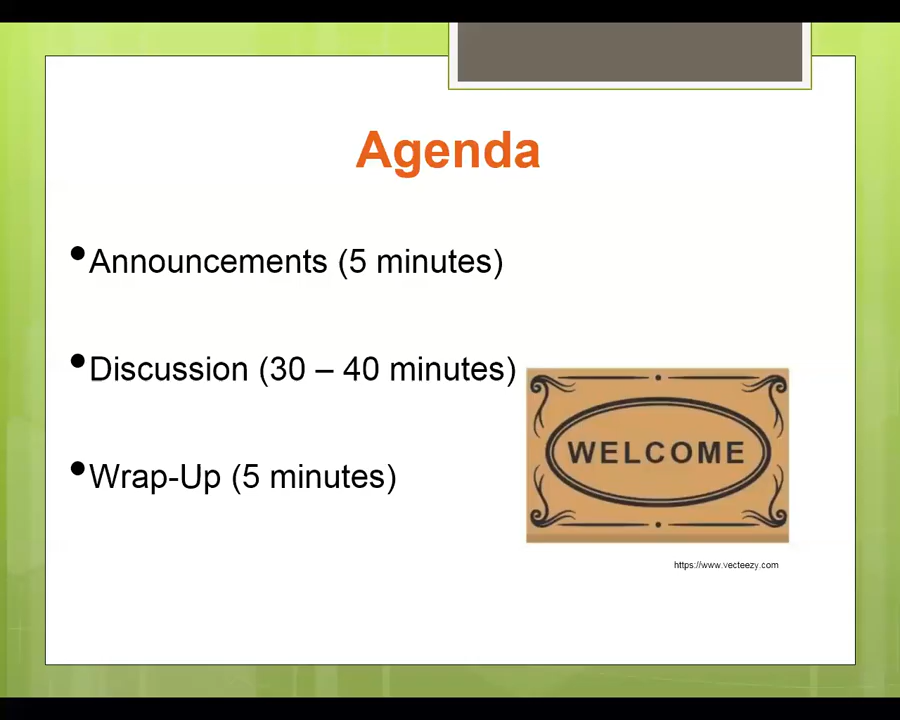 Agenda
•Announcements (5 minutes)
•Discussion (30 – 40 minutes)
•Wrap-Up (5 minutes)
WELCOME
https://www.vecteezy.com